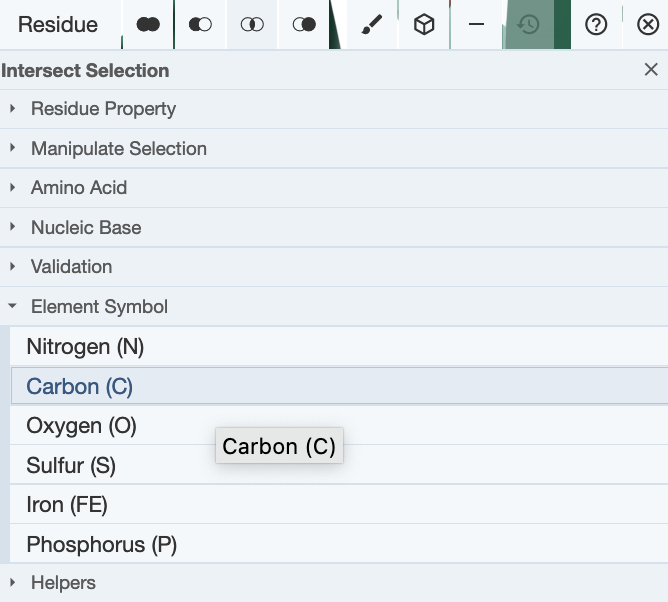 Residue
Intersect Selection
Residue Property
Manipulate Selection
Amino Acid
Nucleic Base
Validation
Element Symbol
Nitrogen (N)
Carbon (C)
Oxygen (O)
Carbon (C)
Sulfur (S)
Iron (FE)
Phosphorus (P)
Helpers